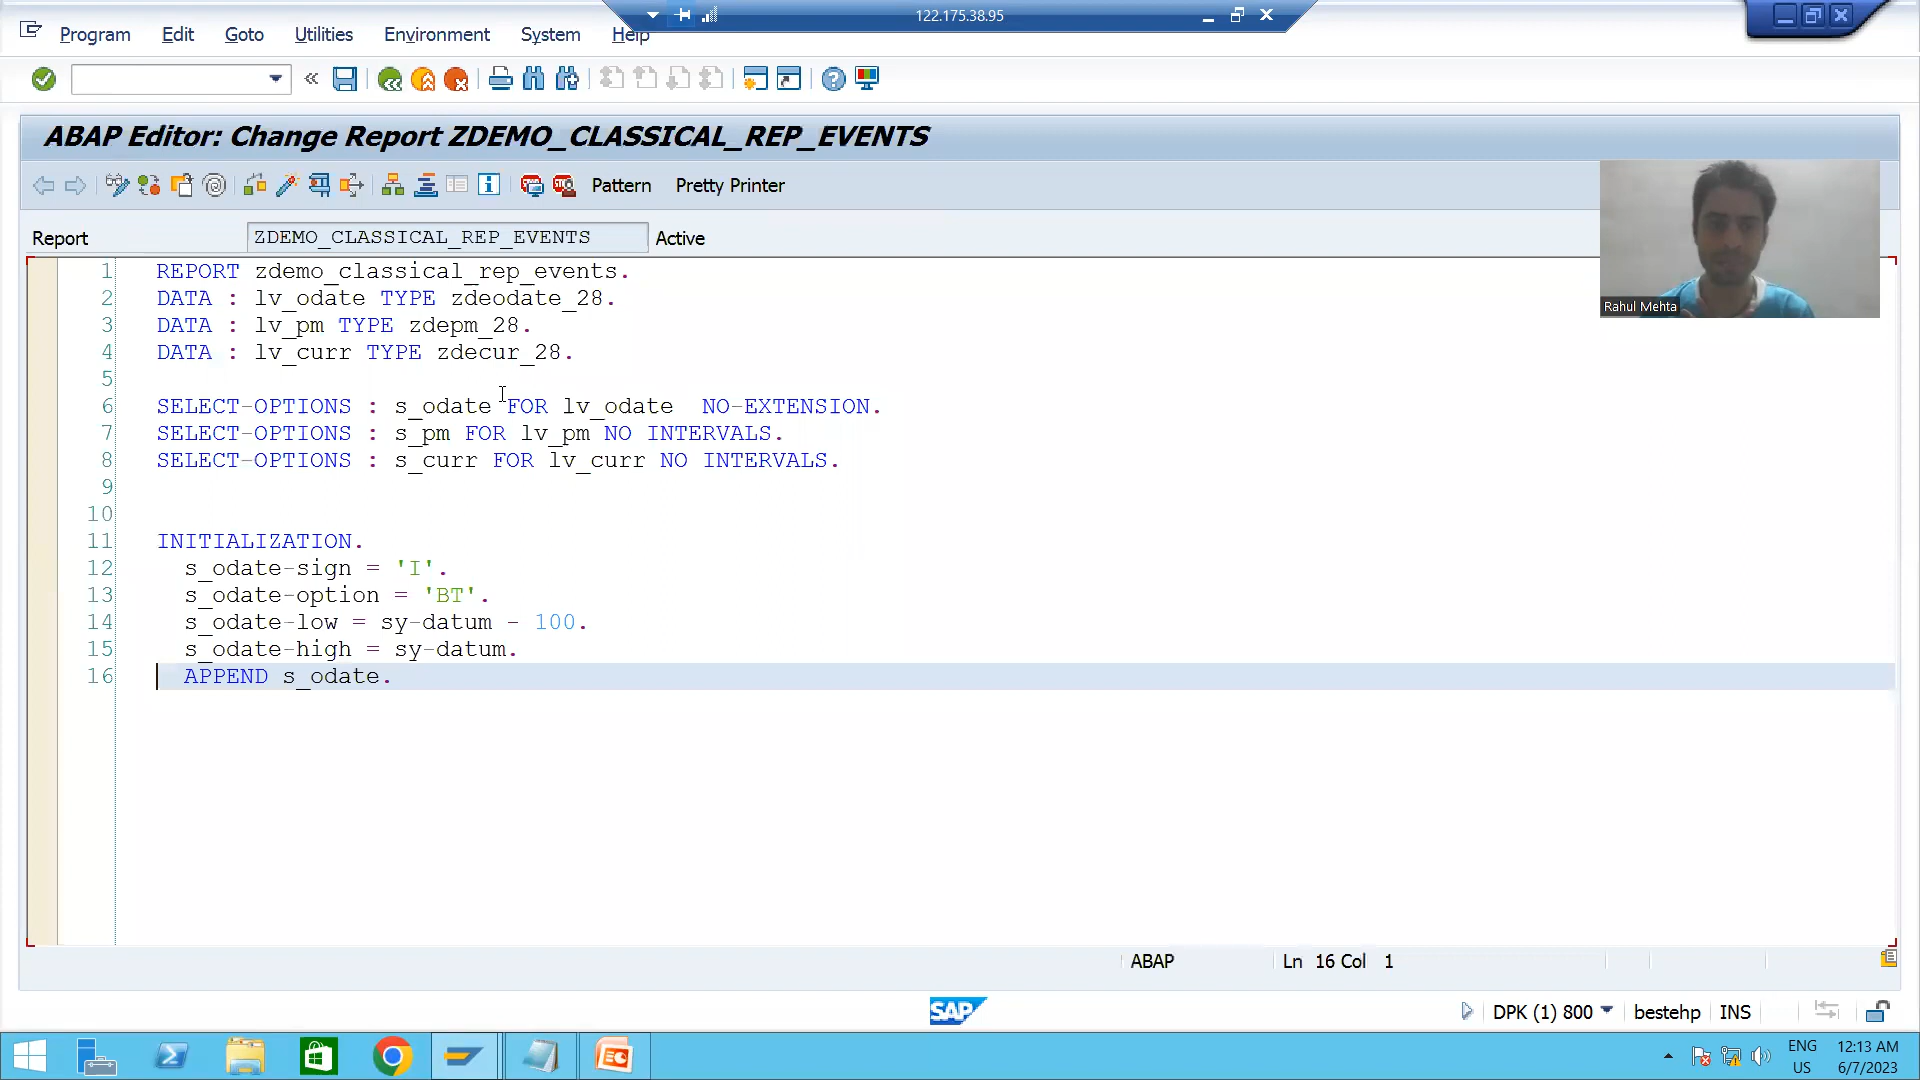 122.175.38.95
Program Edit Goto Utilities Environment System Help
ABAP Editor: Change Report ZDEMO_CLASSICAL_REP_EVENTS
Pattern Pretty Printer
Report ZDEMO_CLASSICAL_REP_EVENTS Active
Rahul Mehta
1 REPORT zdemo_classical_rep_events.
2 DATA : lv_odate TYPE zdeodate_28.
3 DATA : lv_pm TYPE zdepm_28.
4 DATA : lv_curr TYPE zdecur_28.
5
6 SELECT-OPTIONS : s_odate FOR lv_odate NO-EXTENSION.
7 SELECT-OPTIONS : s_pm FOR lv_pm NO INTERVALS.
8 SELECT-OPTIONS : s_curr FOR lv_curr NO INTERVALS.
9
10
11 INITIALIZATION.
12 s_odate-sign = 'I'.
13 s_odate-option = 'BT'.
14 s_odate-low = sy-datum - 100.
15 s_odate-high = sy-datum.
16 APPEND s_odate.
ABAP Ln 16 Col 1
SAP DPK (1) 800 bestehp INS
ENG 12:13 AM
US 6/7/2023